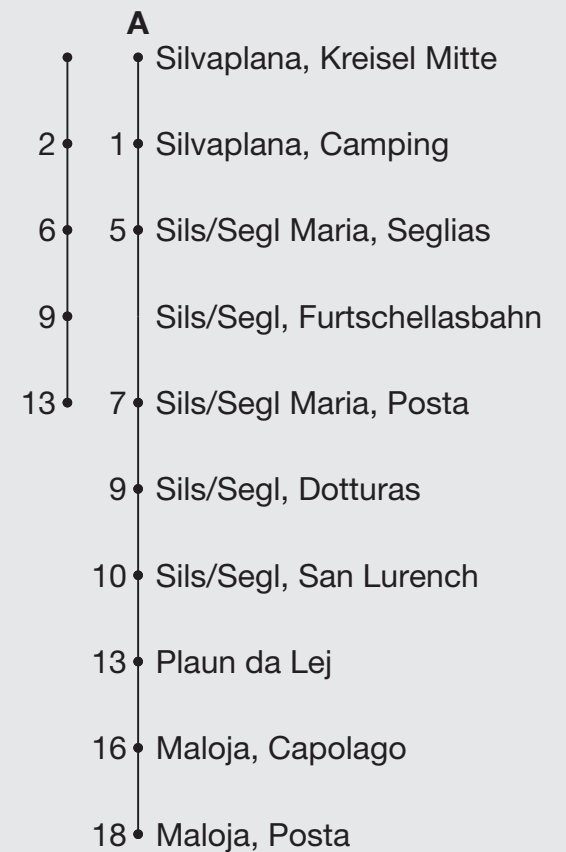 A
Silvaplana, Kreisel Mitte
2 1 Silvaplana, Camping
6 5 Sils/Segl Maria, Seglias
9 Sils/Segl, Furtschellasbahn
13 7 Sils/Segl Maria, Posta
9 Sils/Segl, Dotturas
10 Sils/Segl, San Lurench
13 Plaun da Lej
16 Maloja, Capolago
18 Maloja, Posta